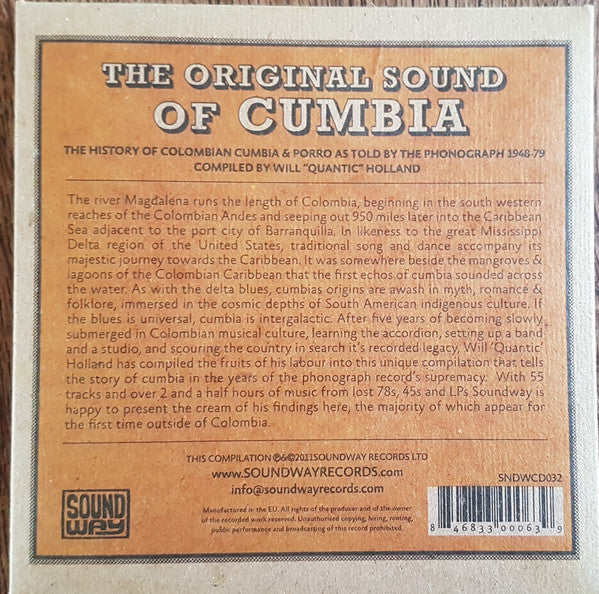 THE ORIGINAL SOUND
OF CUMBIA
THE HISTORY OF COLOMBIAN CUMBIA & PORRO AS TOLD BY THE PHONOGRAPH 1948-79
COMPILED BY WILL "QUANTIC" HOLLAND
The river Magdalena runs the length of Colombia, beginning in the south western
reaches of the Colombian Andes and seeping out 950 miles later into the Caribbean
Sea adjacent to the port city of Barranquilla. In likeness to the great Mississippi
Delta region of the United States, traditional song and dance accompany its
majestic journey towards the Caribbean. It was somewhere beside the mangroves &
lagoons of the Colombian Caribbean that the first echoes of cumbia sounded across
the water. As with the delta blues, cumbias origins are awash in myth, romance &
folklore, immersed in the cosmic depths of South American indigenous culture. If
the blues is universal, cumbia is intergalactic. After five years of becoming slowly
submerged in Colombian musical culture, learning the accordion, setting up a band
and a studio, and scouring the country in search it's recorded legacy, Will 'Quantic'
Holland has compiled the fruits of his labour into this unique compilation that tells
the story of cumbia in the years of the phonograph record's supremacy. With 55
tracks and over 2 and a half hours of music from lost 78s, 45s and LPs Soundway is
happy to present the cream of his findings here, the majority of which appear for
the first time outside of Colombia.
THIS COMPILATION ℗&©2011SOUNDWAY RECORDS LTD
www.SOUNDWAYRECORDS.com
info@soundwayrecords.com
SNDWCD032
SOUND
WAY
Manufactured in the EU. All rights of the producer and of the owner
of the recorded work reserved. Unauthorised copying, hiring, renting,
public performance and broadcasting of this record prohibited.
8 46833 00063 9